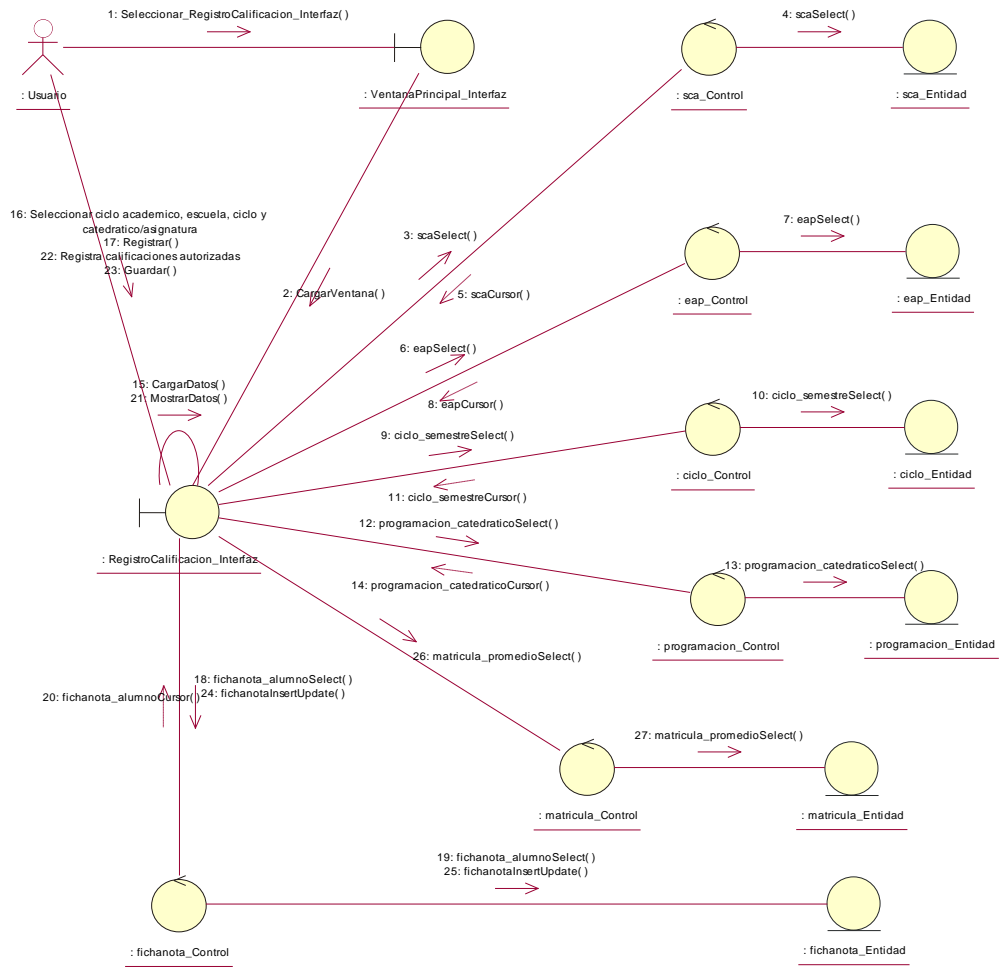 1: Seleccionar_RegistroCalificacion_Interfaz( )
4: scaSelect( )
: Usuario
: VentanaPrincipal_Interfaz
: sca_Control
: sca_Entidad
16: Seleccionar ciclo academico, escuela, ciclo y
catedratico/asignatura
17: Registrar( )
22: Registra calificaciones autorizadas
23: Guardar( )
3: scaSelect( )
7: eapSelect( )
2: CargarVentana( )
5: scaCursor( )
: eap_Control
: eap_Entidad
6: eapSelect( )
15: CargarDatos( )
21: MostrarDatos( )
8: eapCursor( )
10: ciclo_semestreSelect( )
9: ciclo_semestreSelect( )
: ciclo_Control
: ciclo_Entidad
11: ciclo_semestreCursor( )
12: programacion_catedraticoSelect( )
: RegistroCalificacion_Interfaz
13: programacion_catedraticoSelect( )
14: programacion_catedraticoCursor( )
: programacion_Control
: programacion_Entidad
26: matricula_promedioSelect( )
18: fichanota_alumnoSelect( )
24: fichanotaInsertUpdate( )
20: fichanota_alumnoCursor( )
27: matricula_promedioSelect( )
: matricula_Control
: matricula_Entidad
19: fichanota_alumnoSelect( )
25: fichanotaInsertUpdate( )
: fichanota_Control
: fichanota_Entidad